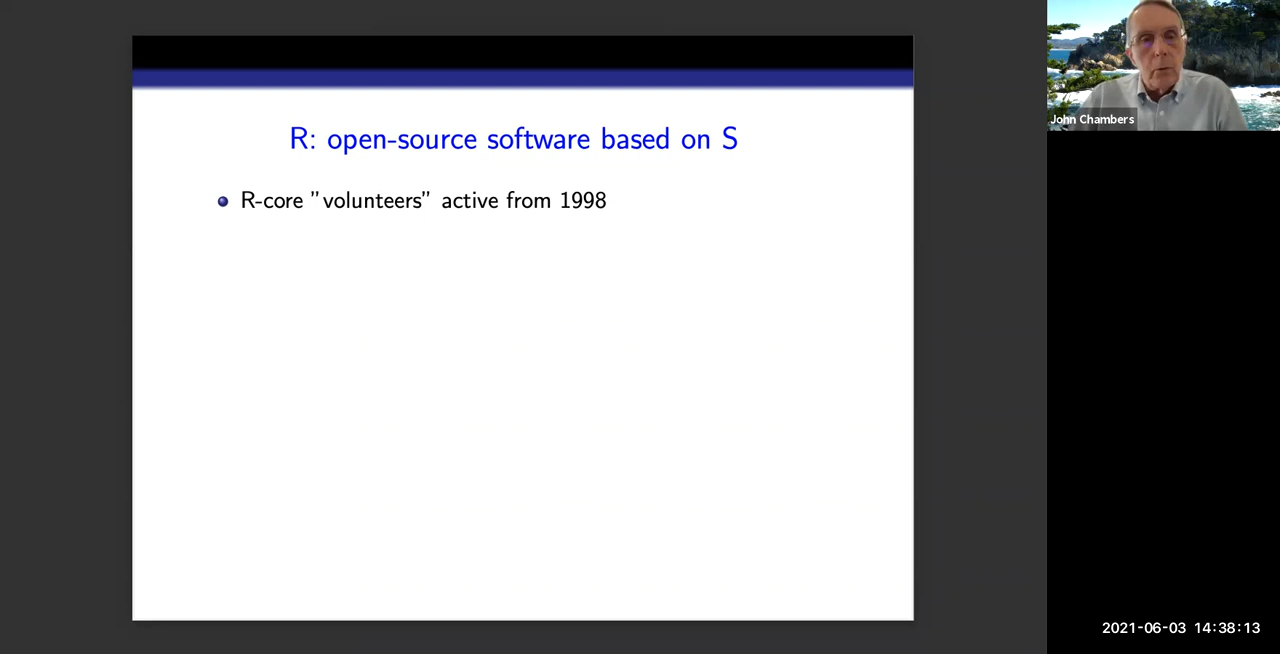 R: open-source software based on S
R-core ”volunteers” active from 1998
John Chambers
2021-06-03 14:38:13